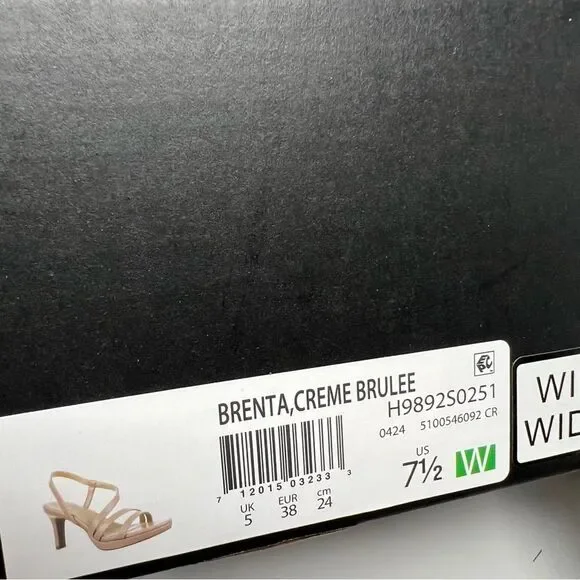 BRENTA,CREME BRULEE
H9892S0251
0424 5100546092 CR
7 12015 03233 3
UK EUR cm
5 38 24
US
7½ W
WI
WID